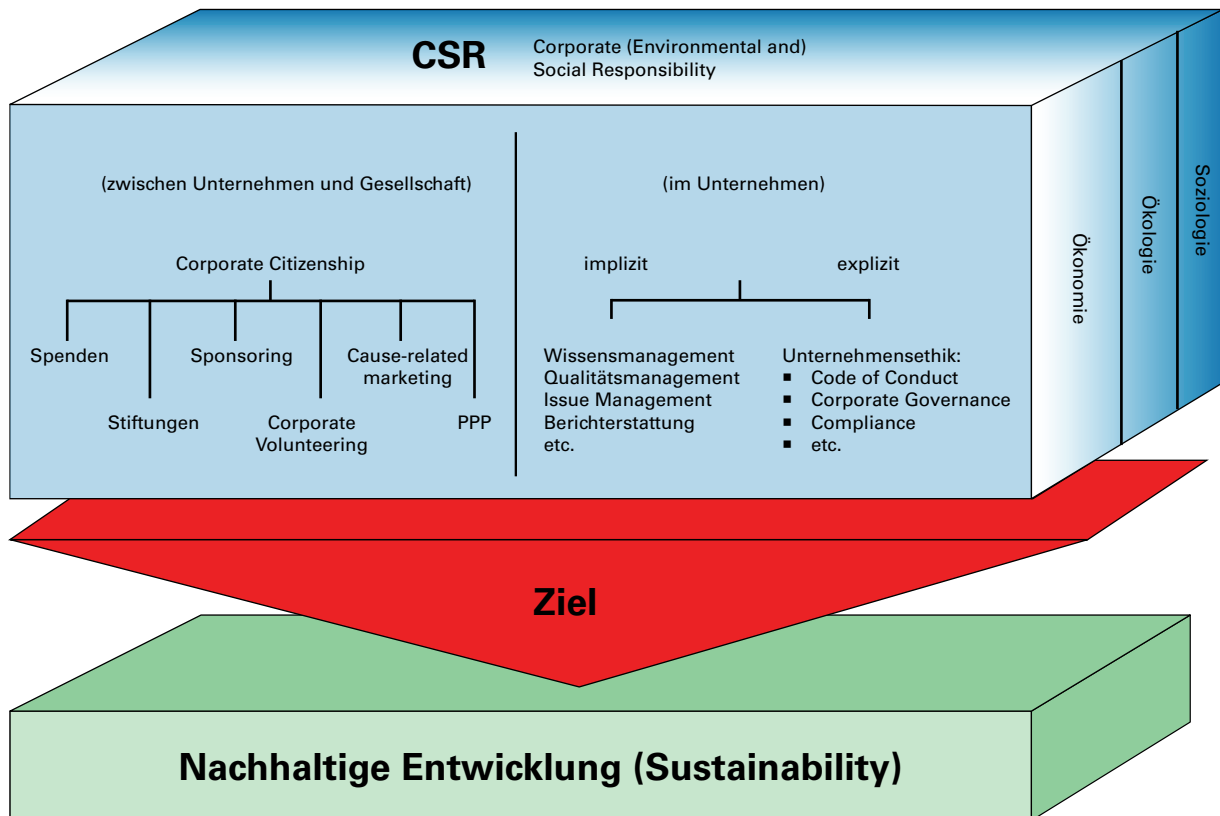 CSR
Corporate (Environmental and)
Social Responsibility
(zwischen Unternehmen und Gesellschaft)
Corporate Citizenship
Spenden
Sponsoring
Cause-related
marketing
Stiftungen
Corporate
Volunteering
PPP
(im Unternehmen)
implizit
explizit
Wissensmanagement
Qualitätsmanagement
Issue Management
Berichterstattung
etc.
Unternehmensethik:
▪ Code of Conduct
▪ Corporate Governance
▪ Compliance
▪ etc.
Ökonomie
Ökologie
Soziologie
Ziel
Nachhaltige Entwicklung (Sustainability)